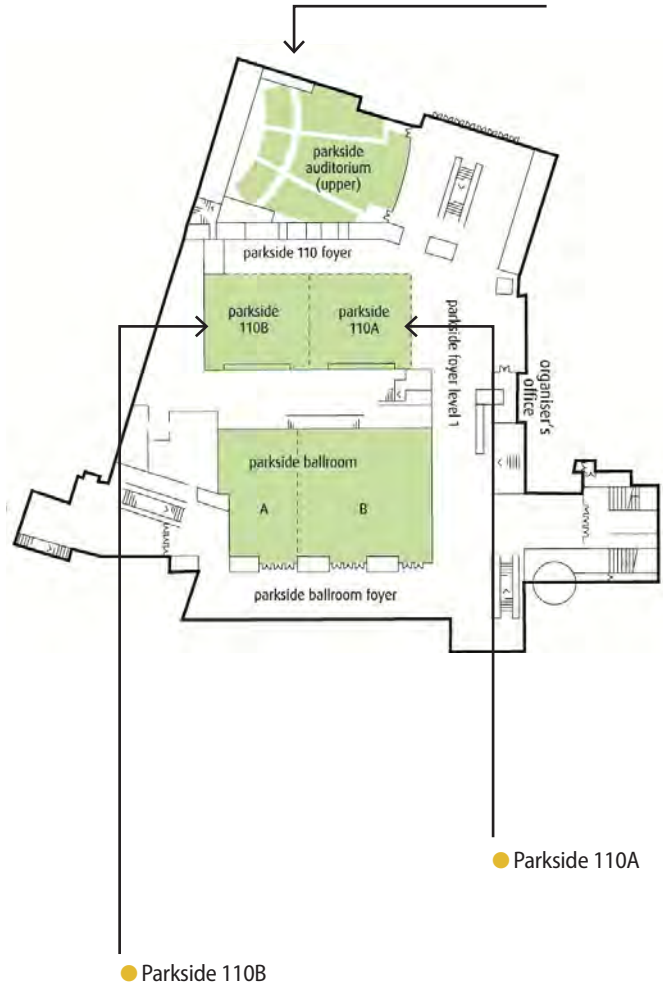 parkside
auditorium
(upper)
parkside 110 foyer
parkside
110B
parkside
110A
parkside foyer level 1
organiser's
office
parkside ballroom
A
B
parkside ballroom foyer
Parkside 110A
Parkside 110B